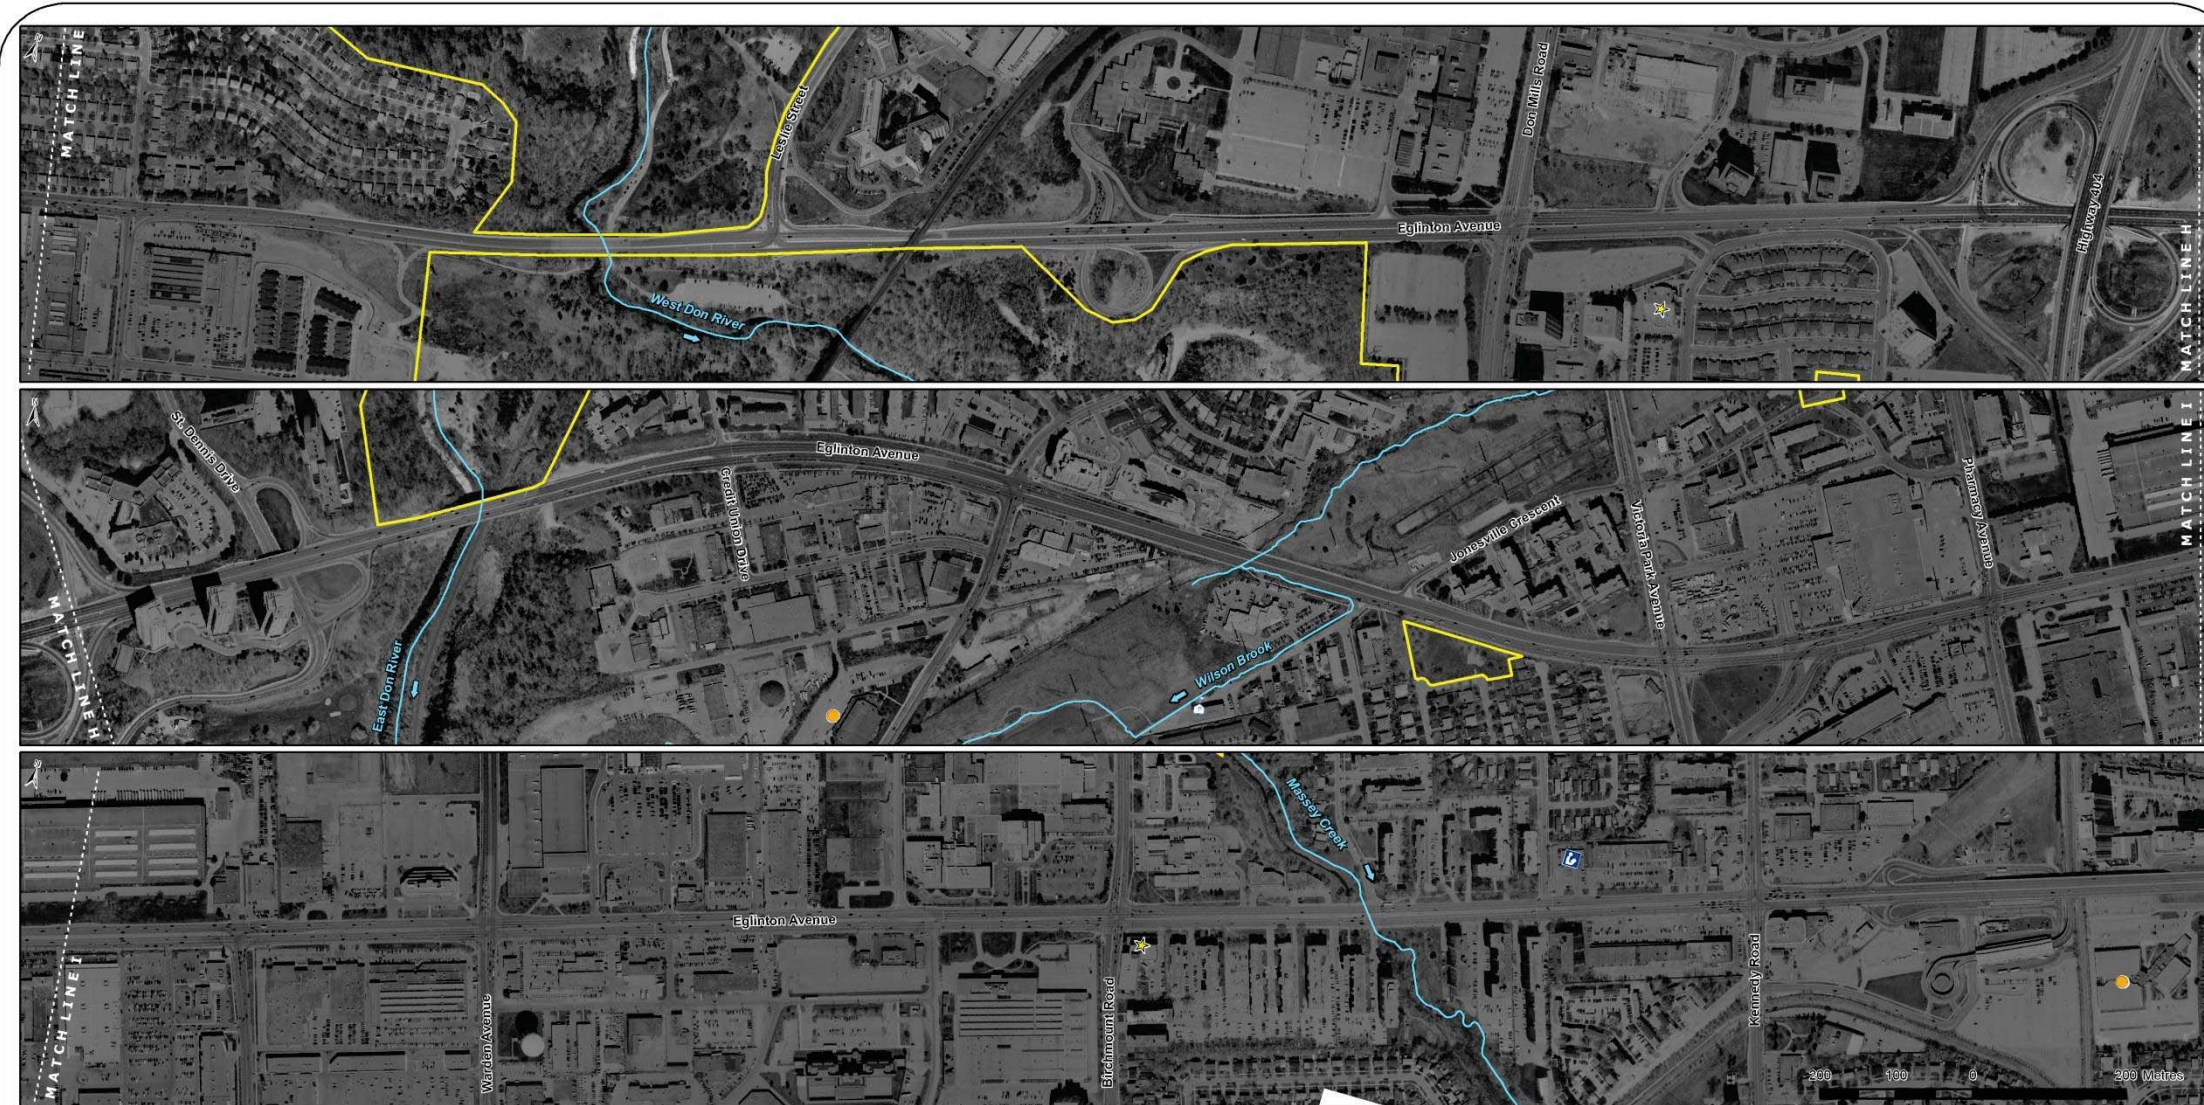 MATCH LINE
Leslie Street
Don Mills Road
Eglinton Avenue
Highway 404
MATCH LINE H
West Don River
St. Dennis Drive
Eglinton Avenue
Credit Union Drive
Jonesville Crescent
Victoria Park Avenue
Pharmacy Avenue
MATCH LINE I
MATCH LINE H
East Don River
Wilson Brook
Massey Creek
Eglinton Avenue
MATCH LINE I
Warden Avenue
Birchmount Road
Kennedy Road
200 100 0 200 Metres